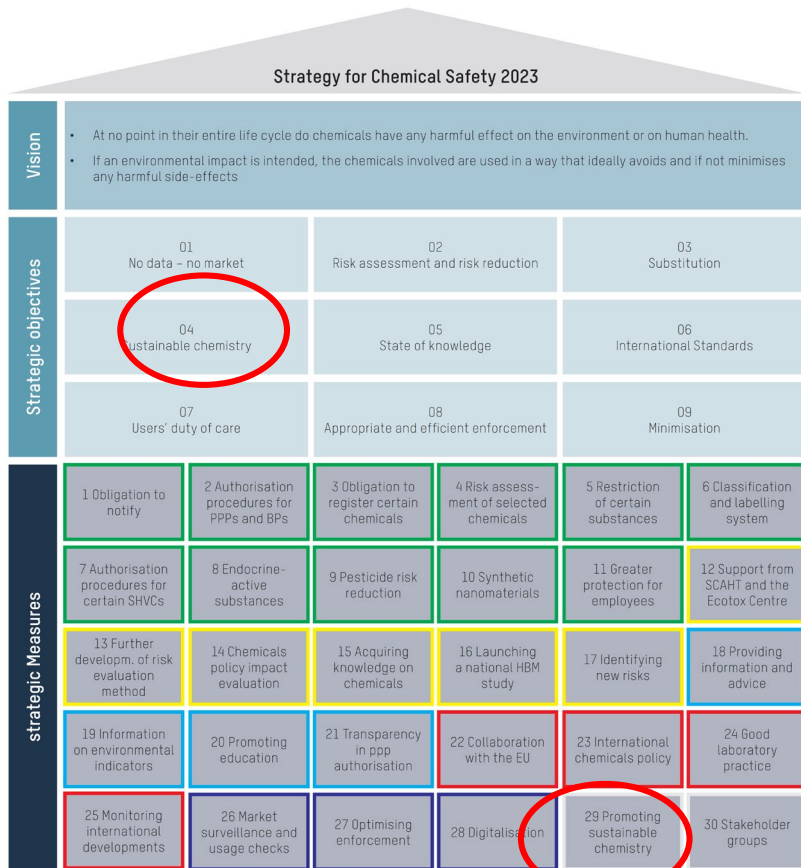 Strategy for Chemical Safety 2023
Vision
• At no point in their entire life cycle do chemicals have any harmful effect on the environment or on human health.
• If an environmental impact is intended, the chemicals involved are used in a way that ideally avoids and if not minimises
any harmful side-effects
Strategic objectives
01
No data – no market
02
Risk assessment and risk reduction
03
Substitution
04
Sustainable chemistry
05
State of knowledge
06
International Standards
07
Users' duty of care
08
Appropriate and efficient enforcement
09
Minimisation
strategic Measures
1 Obligation to
notify
2 Authorisation
procedures for
PPPs and BPs
3 Obligation to
register certain
chemicals
4 Risk assess-
ment of selected
chemicals
5 Restriction
of certain
substances
6 Classification
and labelling
system
7 Authorisation
procedures for
certain SHVCs
8 Endocrine-
active
substances
9 Pesticide risk
reduction
10 Synthetic
nanomaterials
11 Greater
protection for
employees
12 Support from
SCAHT and the
Ecotox Centre
13 Further
developm. of risk
evaluation
method
14 Chemicals
policy impact
evaluation
15 Acquiring
knowledge on
chemicals
16 Launching
a national HBM
study
17 Identifying
new risks
18 Providing
information and
advice
19 Information
on environmental
indicators
20 Promoting
education
21 Transparency
in ppp
authorisation
22 Collaboration
with the EU
23 International
chemicals policy
24 Good
laboratory
practice
25 Monitoring
international
developments
26 Market
surveillance and
usage checks
27 Optimising
enforcement
28 Digitalisation
29 Promoting
sustainable
chemistry
30 Stakeholder
groups